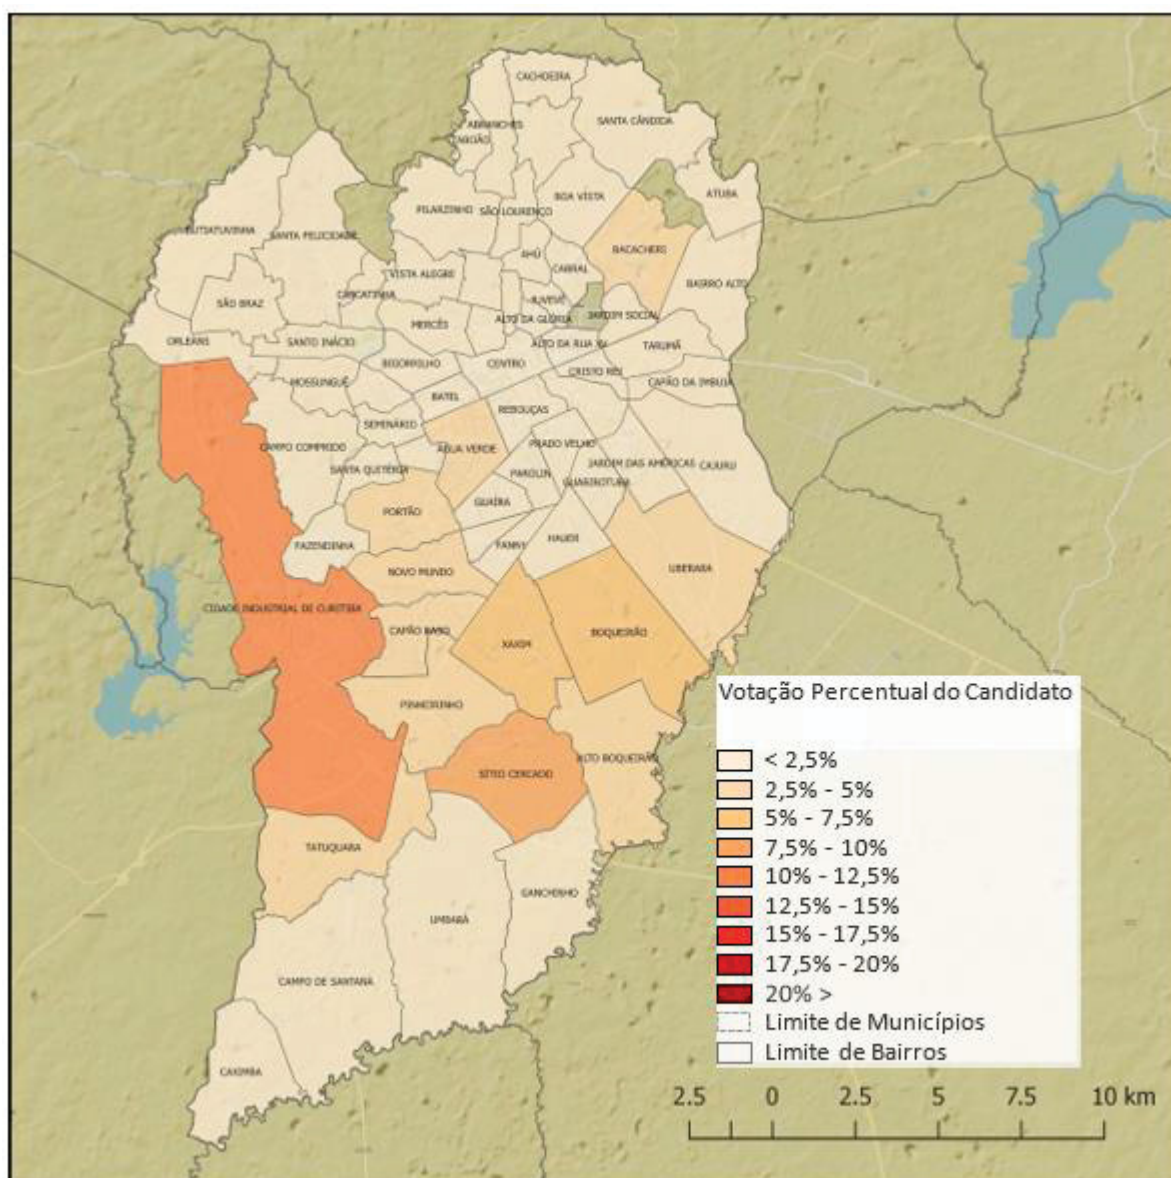 CACHOEIRA
ABRANCHES
SANTA CÂNDIDA
TABOÃO
BOA VISTA
ATUBA
PILARZINHO
SÃO LOURENÇO
BUTIATUVINHA
SANTA FELICIDADE
BACACHERI
AHÚ
CABRAL
VISTA ALEGRE
BAIRRO ALTO
SÃO BRAZ
CASCATINHA
JUVEVÊ
ALTO DA GLÓRIA
JARDIM SOCIAL
MERCÊS
ORLEANS
SANTO INÁCIO
ALTO DA RUA XV
TARUMÃ
BIGORRILHO
CENTRO
CRISTO REI
MOSSUNGUÊ
CAPÃO DA IMBUIA
BATEL
REBOUÇAS
SEMINÁRIO
CAMPO COMPRIDO
ÁGUA VERDE
PRADO VELHO
SANTA QUITÉRIA
PAROLIN
JARDIM DAS AMÉRICAS
CAJURU
GUABIROTUBA
GUAÍRA
PORTÃO
FAZENDINHA
FANNY
HAUER
NOVO MUNDO
UBERABA
CIDADE INDUSTRIAL DE CURITIBA
CAPÃO RASO
XAXIM
BOQUEIRÃO
PINHEIRINHO
SÍTIO CERCADO
ALTO BOQUEIRÃO
TATUQUARA
GANCHINHO
UMBARÁ
CAMPO DE SANTANA
CAXIMBA
Votação Percentual do Candidato
< 2,5%
2,5% - 5%
5% - 7,5%
7,5% - 10%
10% - 12,5%
12,5% - 15%
15% - 17,5%
17,5% - 20%
20% >
Limite de Municípios
Limite de Bairros
2.5 0 2.5 5 7.5 10 km